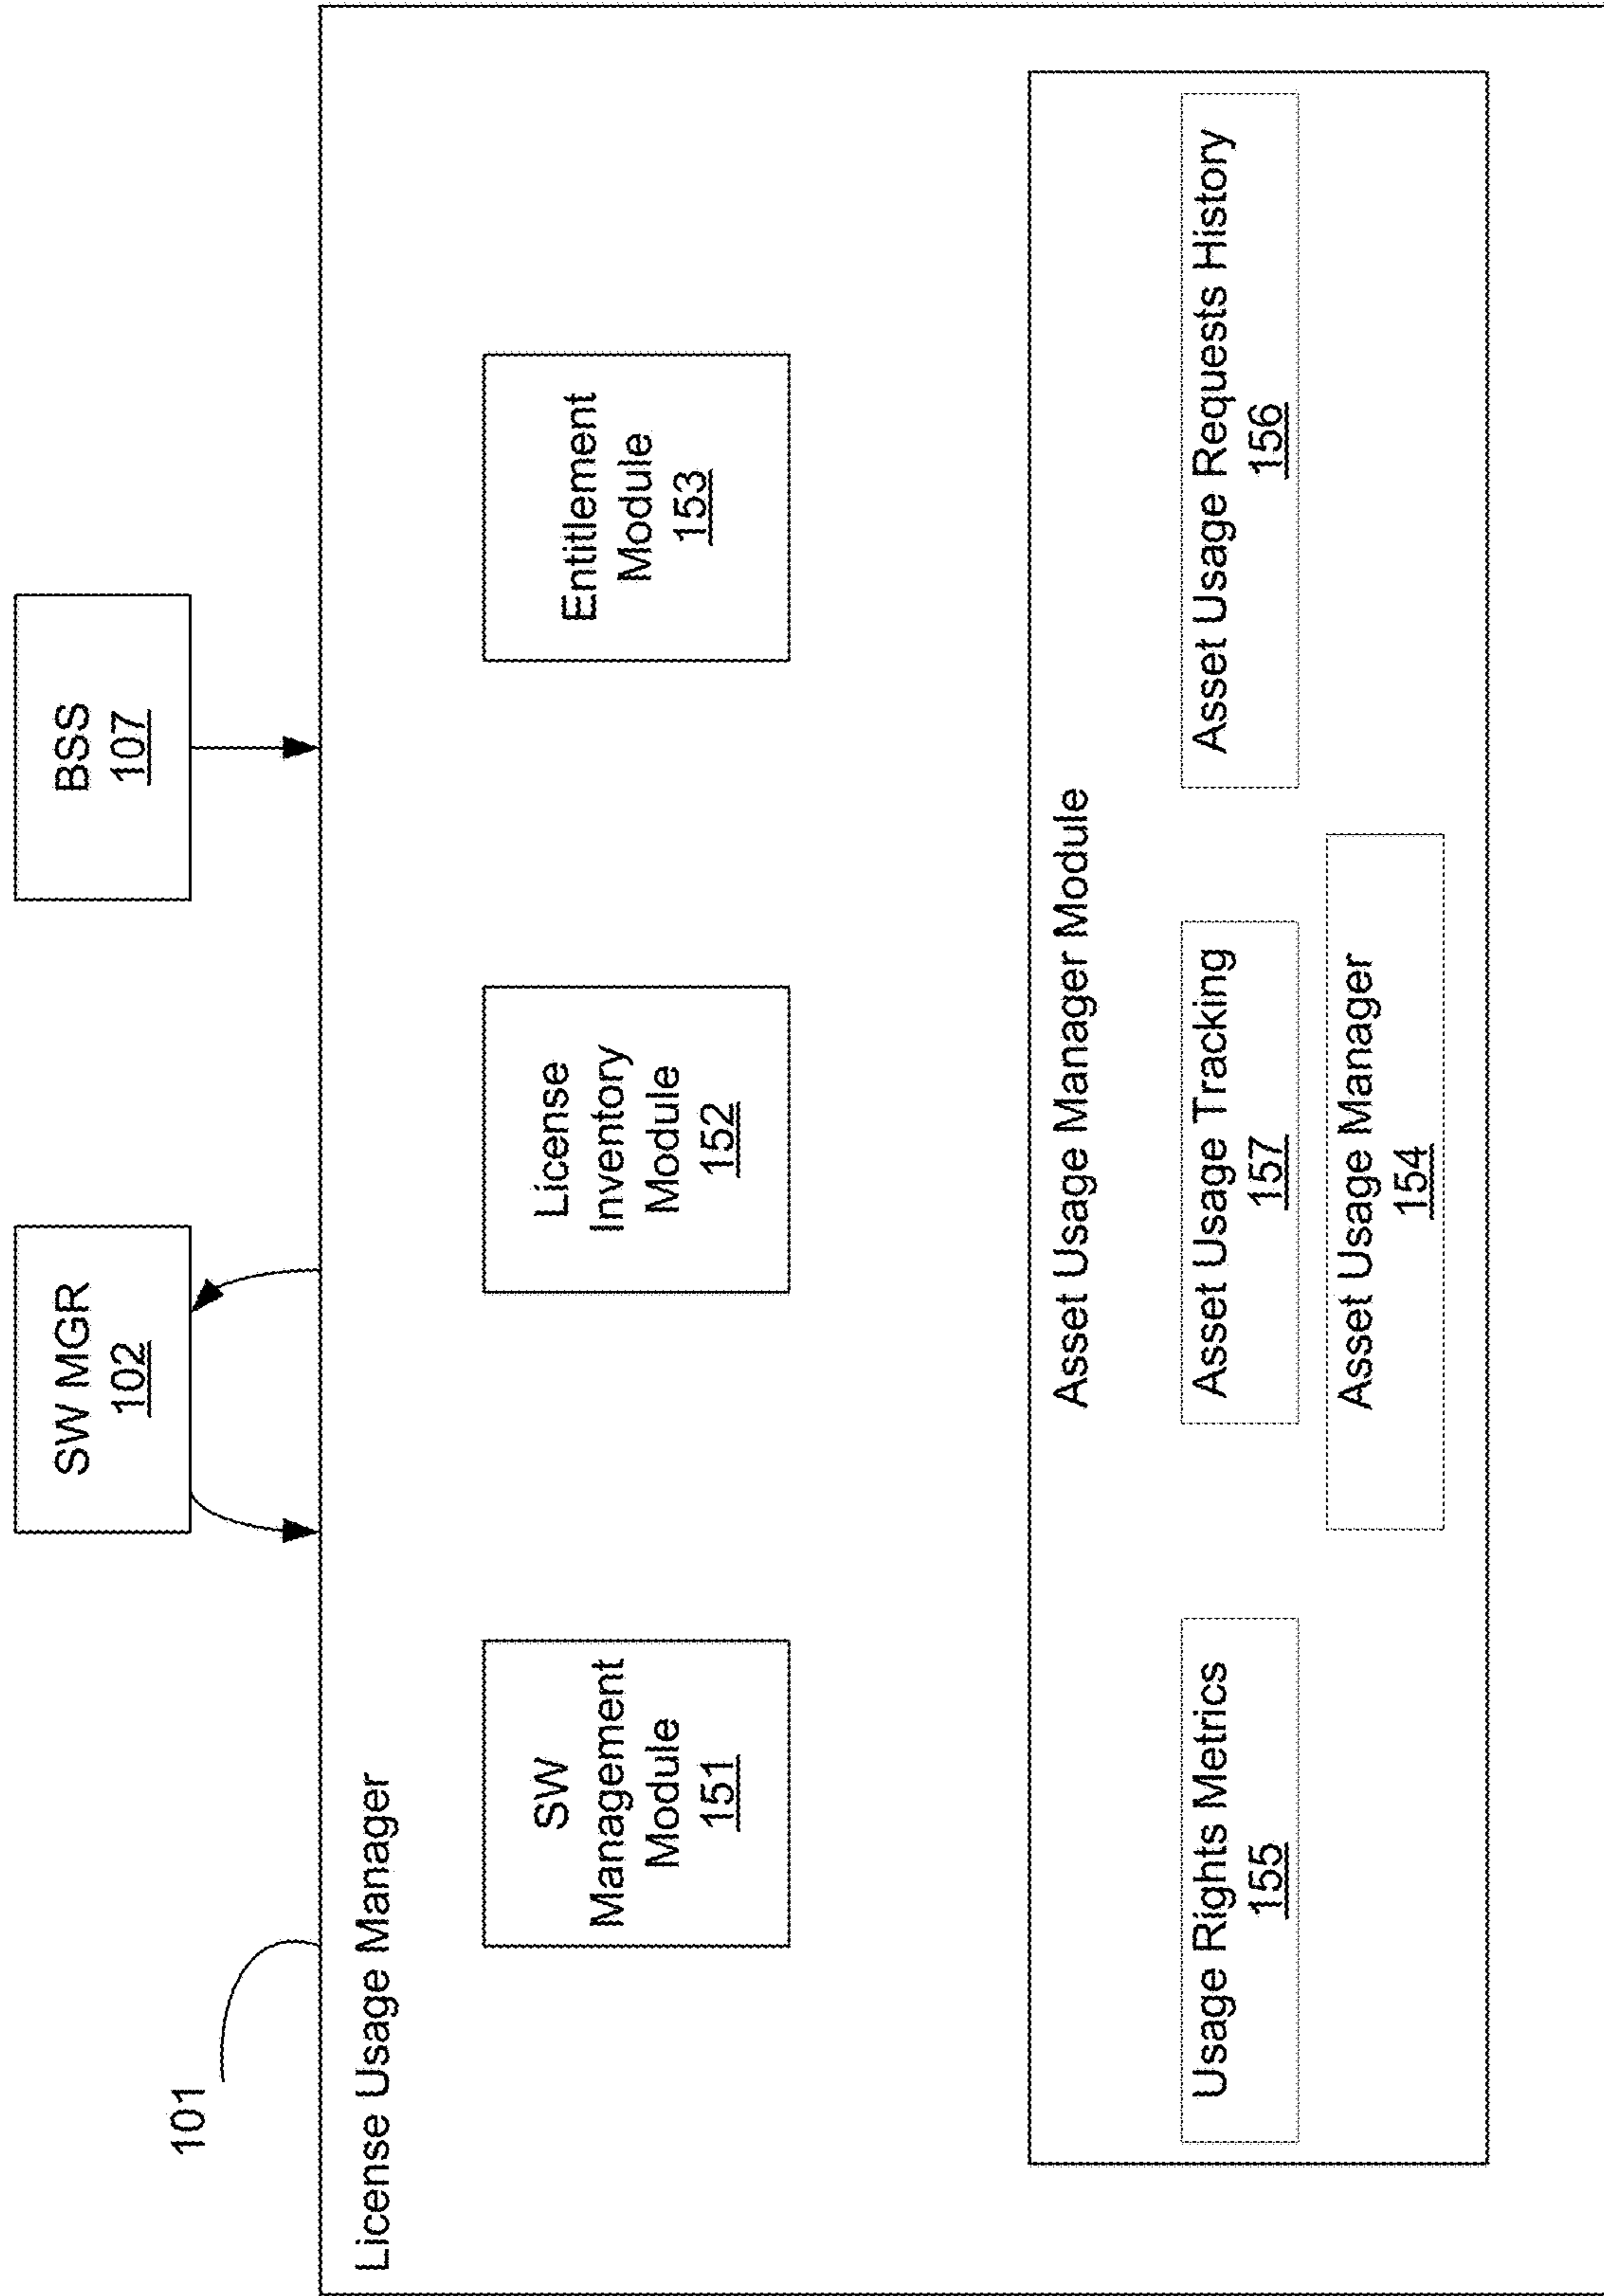 SW MGR
102
BSS
107
101
License Usage Manager
SW
Management
Module
151
License
Inventory
Module
152
Entitlement
Module
153
Asset Usage Manager Module
Usage Rights Metrics
155
Asset Usage Tracking
157
Asset Usage Requests History
156
Asset Usage Manager
154